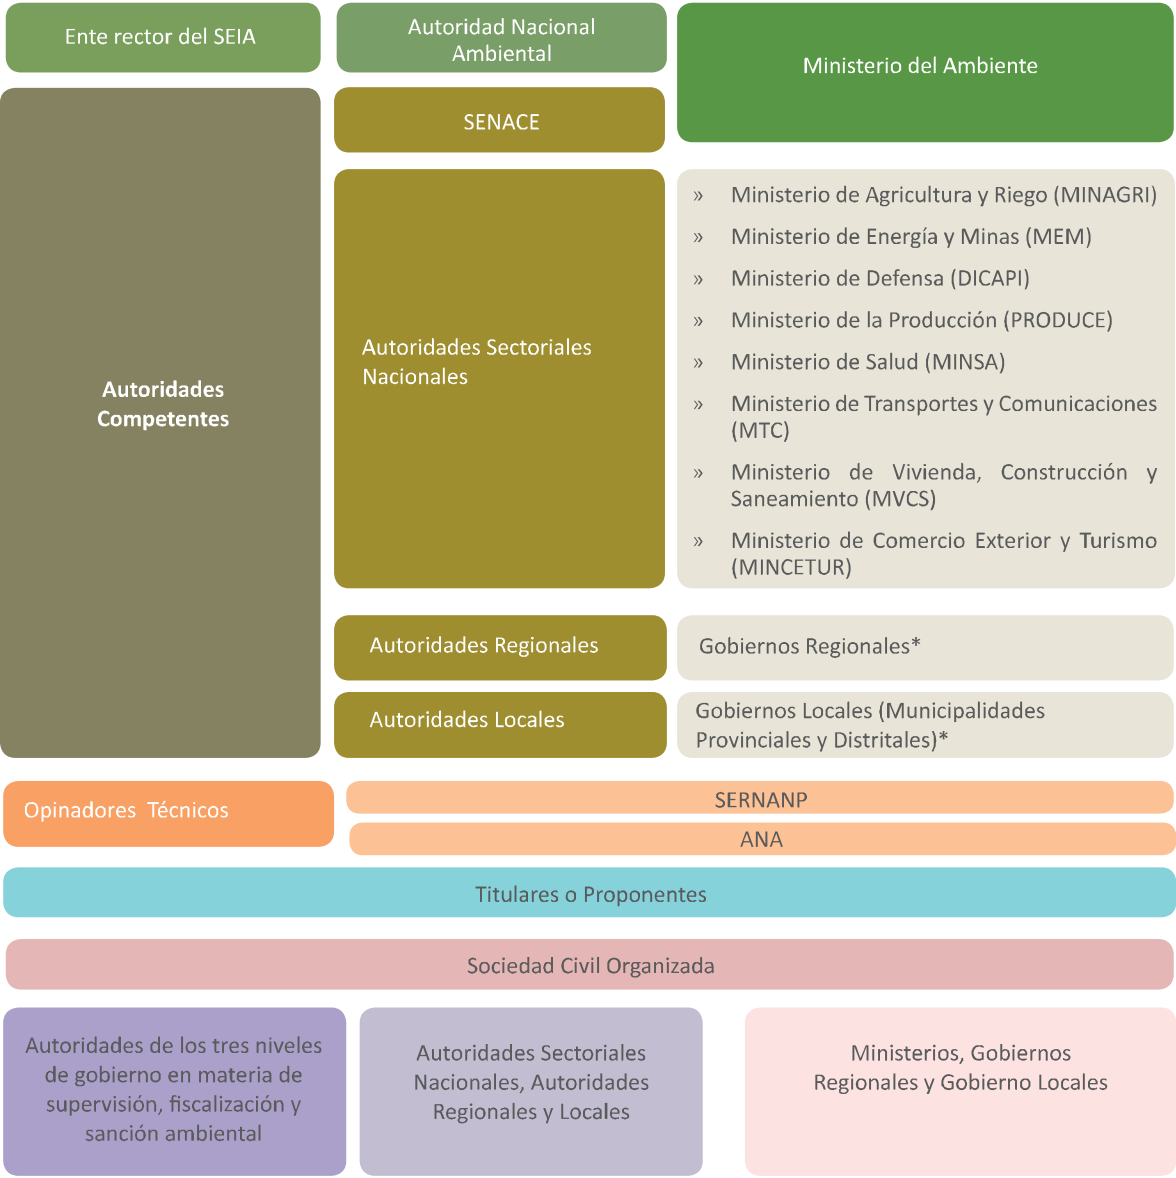 Ente rector del SEIA
Autoridad Nacional
Ambiental
Ministerio del Ambiente
Autoridades
Competentes
SENACE
Autoridades Sectoriales
Nacionales
» Ministerio de Agricultura y Riego (MINAGRI)
» Ministerio de Energía y Minas (MEM)
» Ministerio de Defensa (DICAPI)
» Ministerio de la Producción (PRODUCE)
» Ministerio de Salud (MINSA)
» Ministerio de Transportes y Comunicaciones
(MTC)
» Ministerio de Vivienda, Construcción y
Saneamiento (MVCS)
» Ministerio de Comercio Exterior y Turismo
(MINCETUR)
Autoridades Regionales
Gobiernos Regionales*
Autoridades Locales
Gobiernos Locales (Municipalidades
Provinciales y Distritales)*
Opinadores Técnicos
SERNANP
ANA
Titulares o Proponentes
Sociedad Civil Organizada
Autoridades de los tres niveles
de gobierno en materia de
supervisión, fiscalización y
sanción ambiental
Autoridades Sectoriales
Nacionales, Autoridades
Regionales y Locales
Ministerios, Gobiernos
Regionales y Gobierno Locales